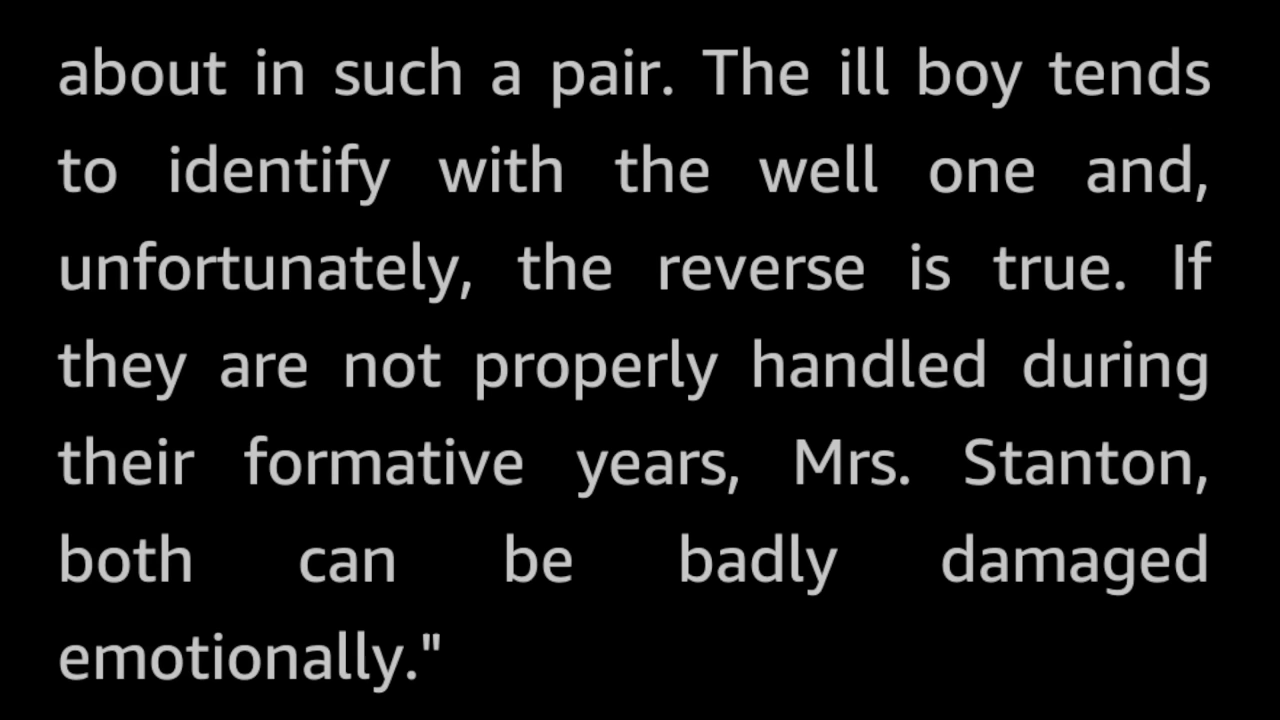 about in such a pair. The ill boy tends
to identify with the well one and,
unfortunately, the reverse is true. If
they are not properly handled during
their formative years, Mrs. Stanton,
both can be badly damaged
emotionally."